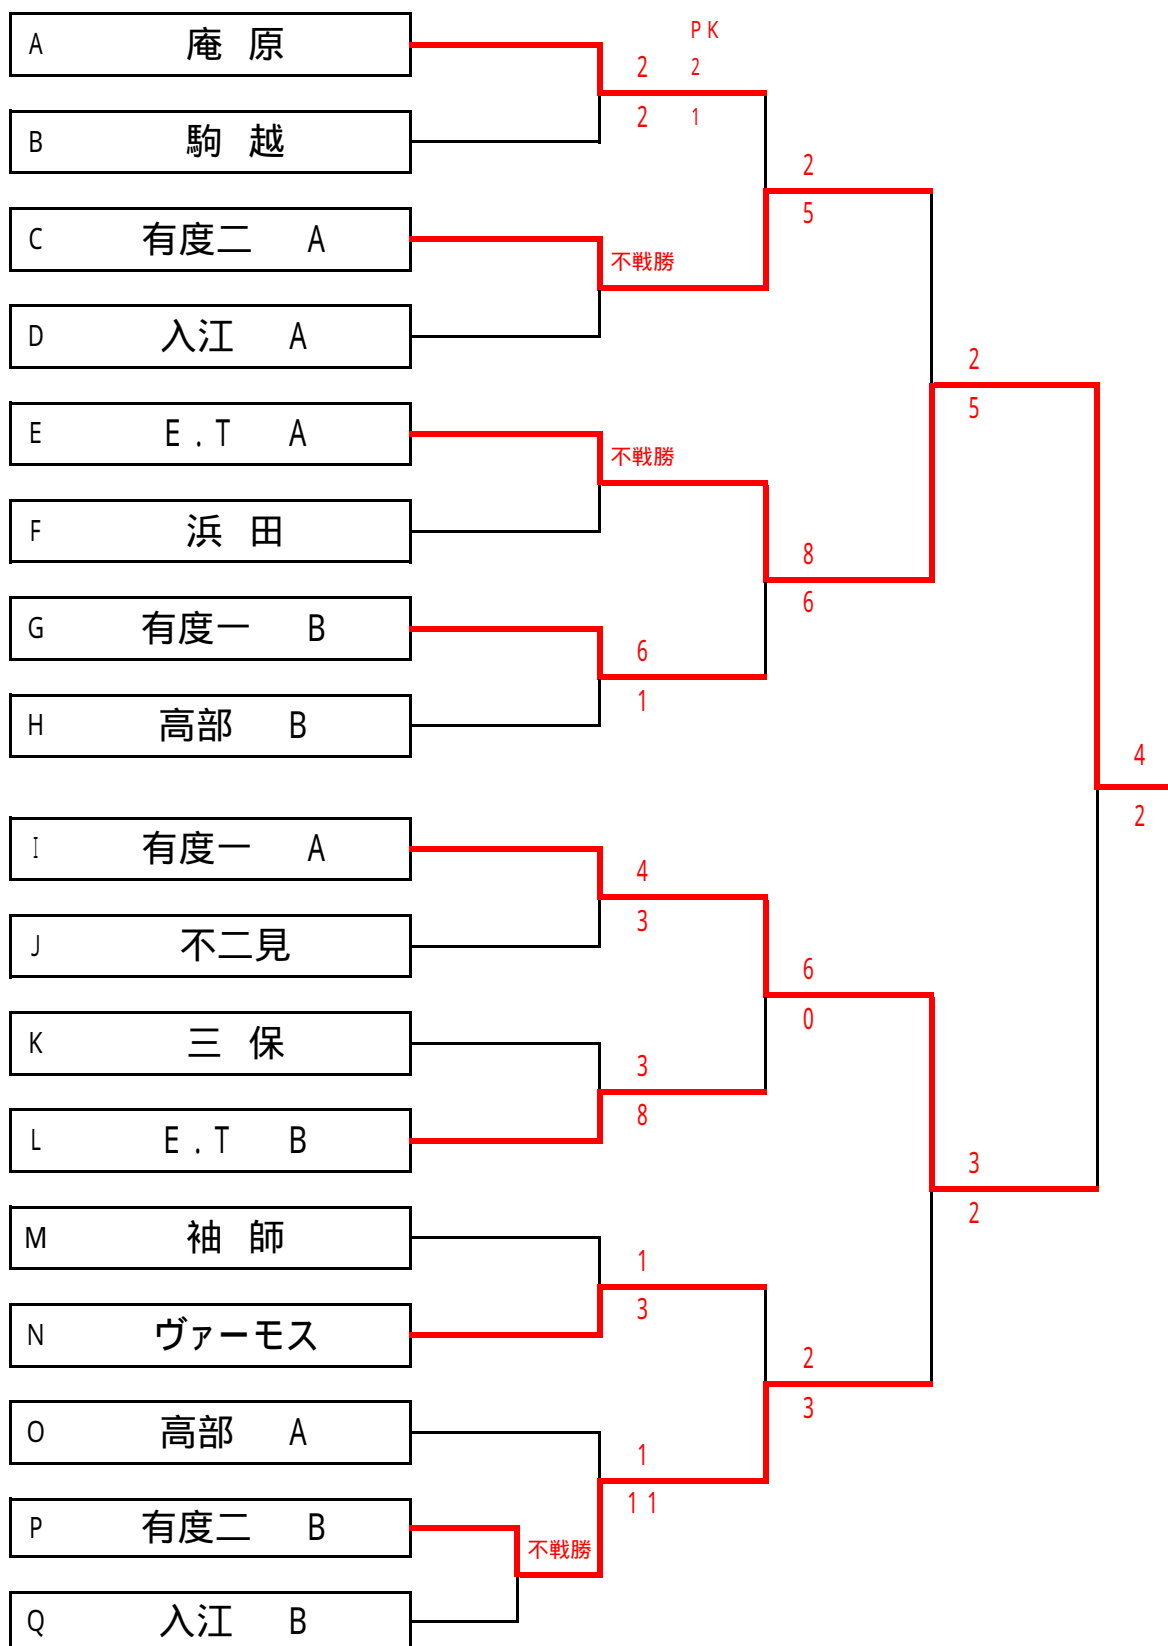 PK
A 庵 原
2 2
2 1
B 駒 越
2
C 有度二 A
5
不戦勝
D 入江 A
2
E E.T A
5
不戦勝
F 浜 田
8
6
G 有度一 B
6
1
H 高部 B
4
2
I 有度一 A
4
3
J 不二見
6
0
K 三 保
3
8
L E.T B
3
2
M 袖 師
1
3
N ヴァーモス
2
3
O 高部 A
1
11
P 有度二 B
不戦勝
Q 入江 B